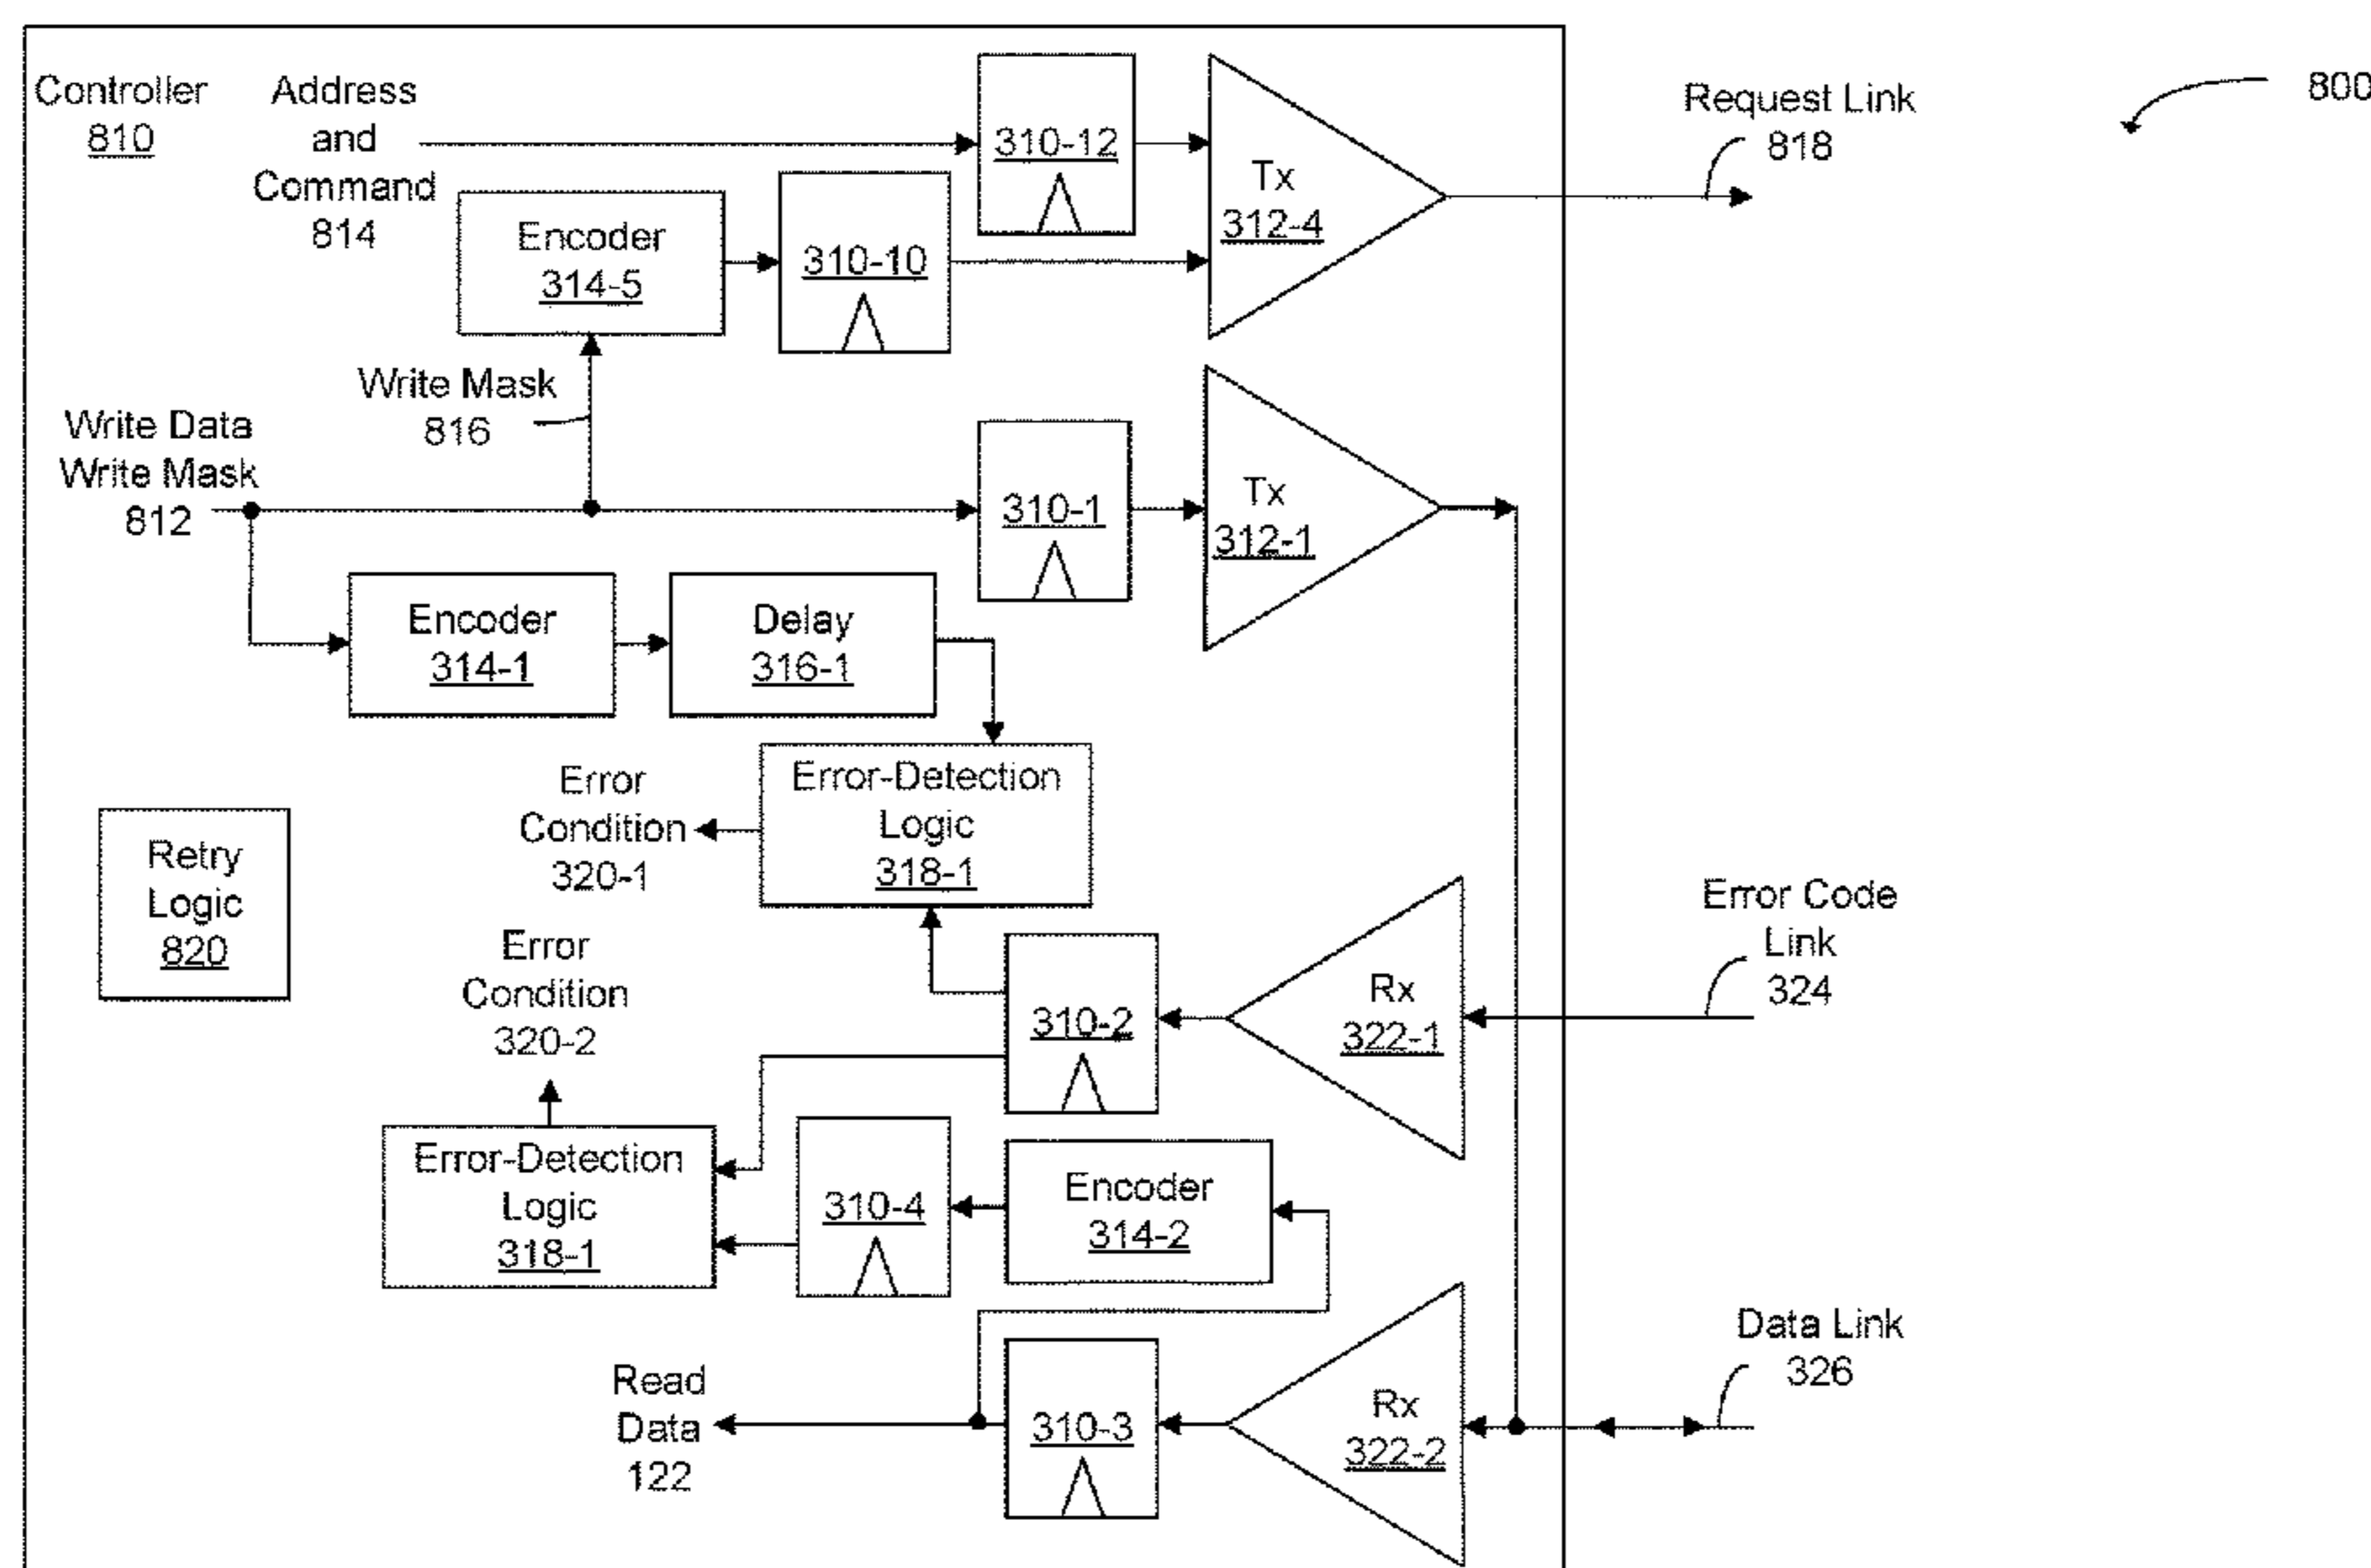 Controller
810
Address
and
Command
814
310-12
Tx
312-4
Request Link
818
800
Encoder
314-5
310-10
Write Mask
816
Write Data
Write Mask
812
310-1
Tx
312-1
Encoder
314-1
Delay
316-1
Error
Condition
320-1
Error-Detection
Logic
318-1
Retry
Logic
820
Error
Condition
320-2
310-2
Rx
322-1
Error Code
Link
324
Error-Detection
Logic
318-1
310-4
Encoder
314-2
Read
Data
122
310-3
Rx
322-2
Data Link
326